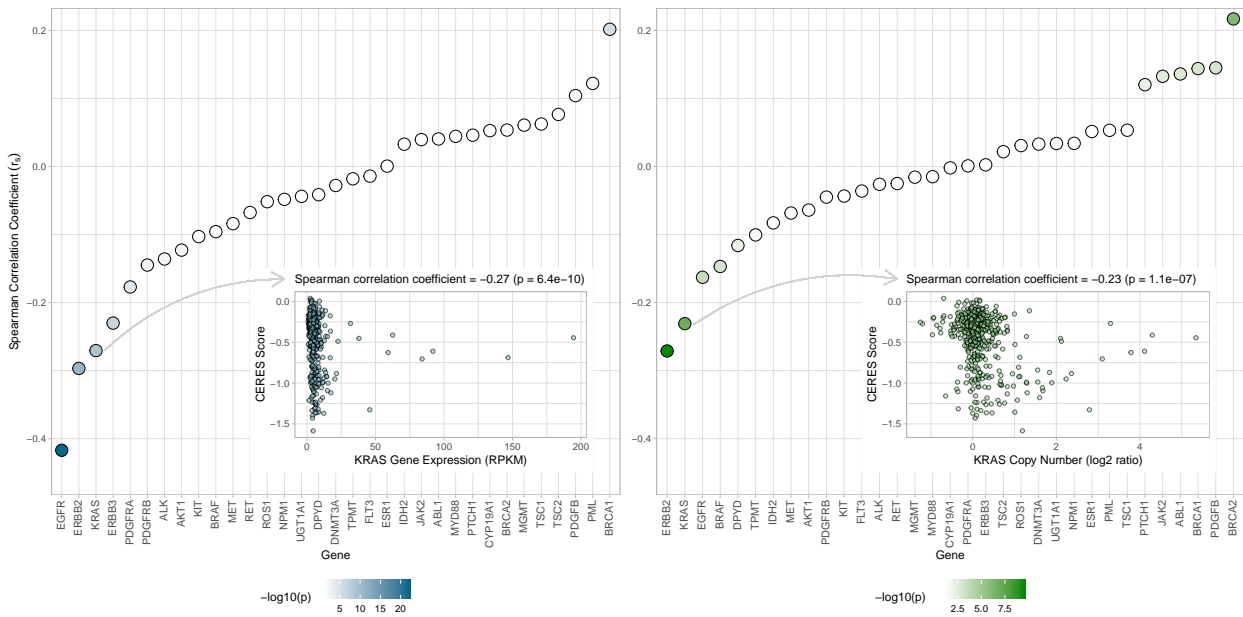 0.2
0.0
−0.2
−0.4
Spearman Correlation Coefficient (rs)
Spearman correlation coefficient = −0.27 (p = 6.4e−10)
0.0
−0.5
−1.0
−1.5
CERES Score
0 50 100 150 200
KRAS Gene Expression (RPKM)
EGFR ERBB2 KRAS ERBB3 PDGFRA PDGFRB ALK AKT1 KIT BRAF MET RET ROS1 NPM1 UGT1A1 DPYD DNMT3A TPMT FLT3 ESR1 IDH2 JAK2 ABL1 MYD88 PTCH1 CYP19A1 BRCA2 MGMT TSC1 TSC2 PDGFB PML BRCA1
Gene
−log10(p)
5 10 15 20
0.2
0.0
−0.2
−0.4
Spearman correlation coefficient = −0.23 (p = 1.1e−07)
0.0
−0.5
−1.0
−1.5
CERES Score
0 2 4
KRAS Copy Number (log2 ratio)
ERBB2 KRAS EGFR BRAF DPYD TPMT IDH2 MET AKT1 PDGFRB KIT FLT3 ALK RET MGMT MYD88 CYP19A1 PDGFRA ERBB3 TSC2 ROS1 DNMT3A UGT1A1 NPM1 ESR1 PML TSC1 PTCH1 JAK2 ABL1 BRCA1 PDGFB BRCA2
Gene
−log10(p)
2.5 5.0 7.5